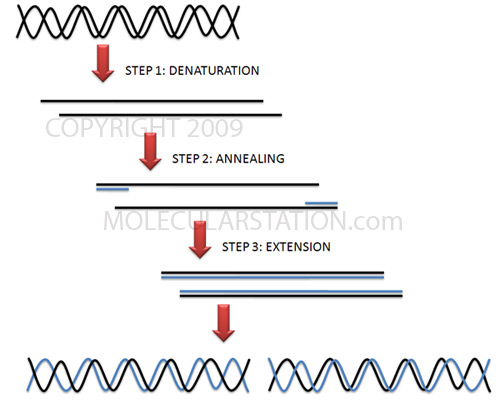 STEP 1: DENATURATION
COPYRIGHT 2009
STEP 2: ANNEALING
MOLECULARSTATION.com
STEP 3: EXTENSION